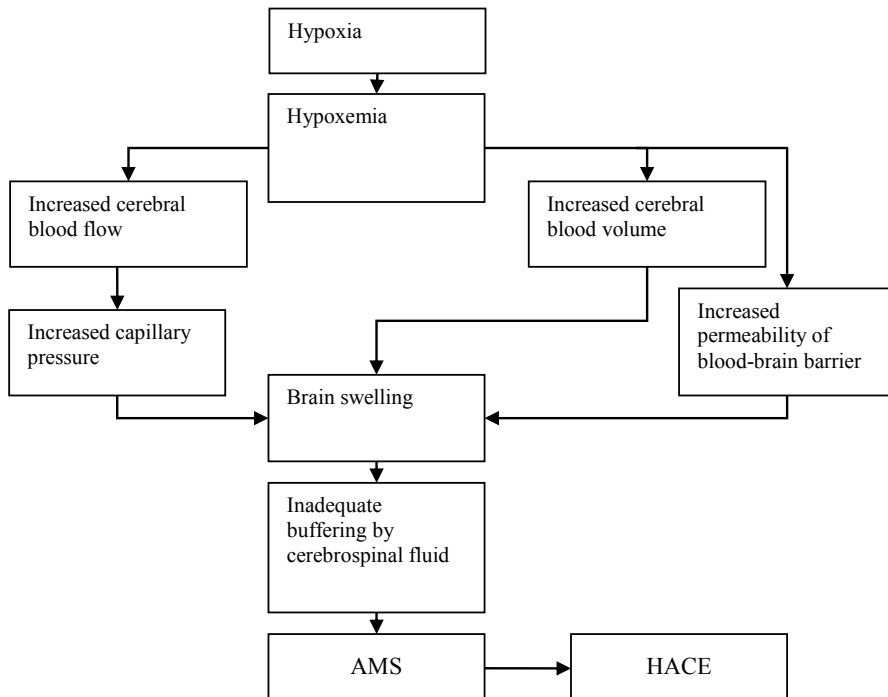 Hypoxia
Hypoxemia
Increased cerebral
blood flow
Increased cerebral
blood volume
Increased capillary
pressure
Increased
permeability of
blood-brain barrier
Brain swelling
Inadequate
buffering by
cerebrospinal fluid
AMS
HACE